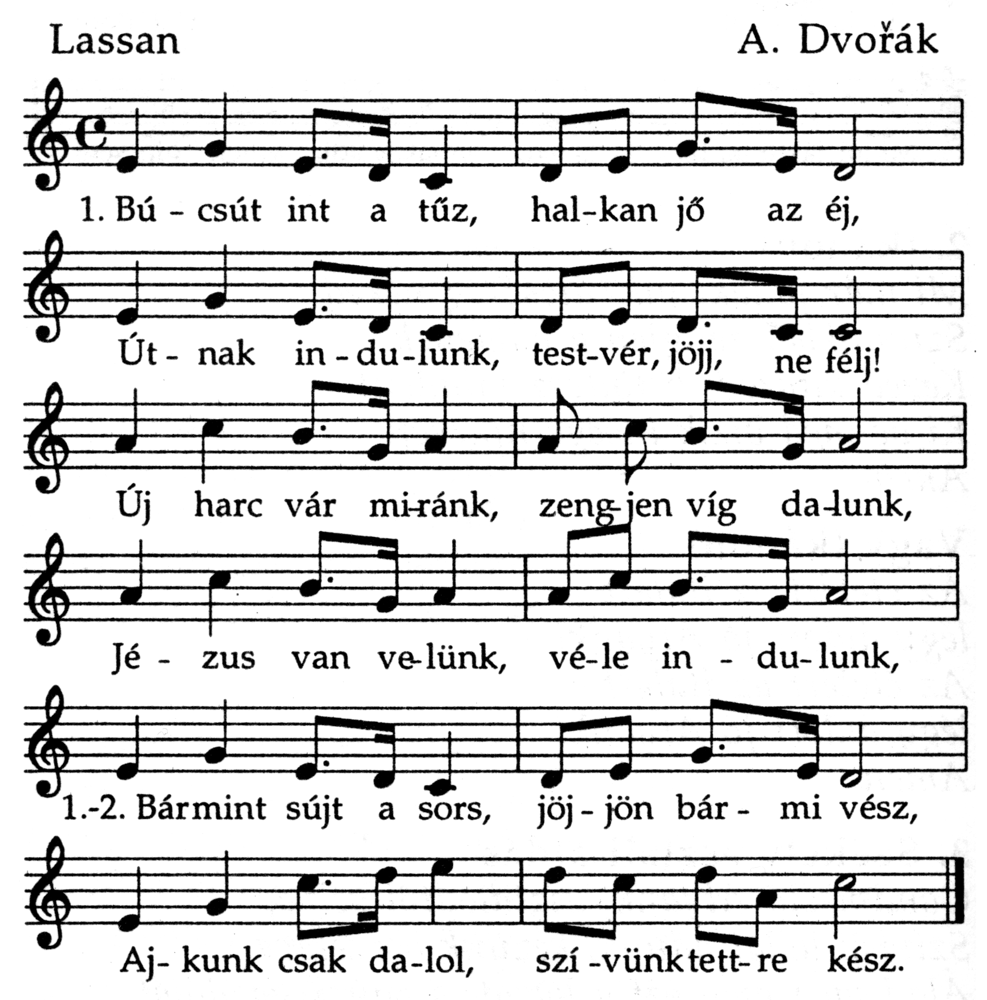 Lassan A. Dvořák
1. Bú - csút int a tűz, hal-kan jő az éj,
Út - nak in - du-lunk, test-vér, jöjj, ne félj!
Új harc vár mi-ránk, zeng-jen víg da-lunk,
Jé - zus van ve-lünk, vé-le in - du-lunk,
1.-2. Bármint sújt a sors, jöj-jön bár- mi vész,
Aj- kunk csak da-lol, szí-vünk tett-re kész.